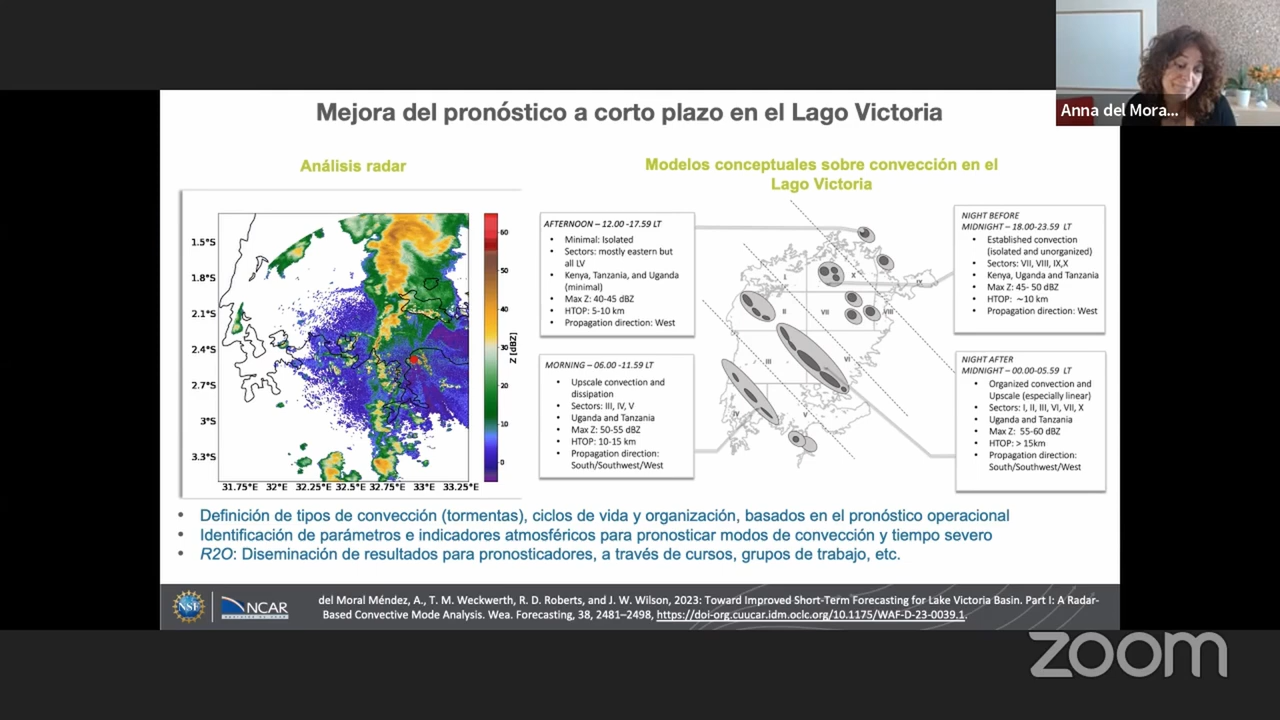 Anna del Mora...
Mejora del pronóstico a corto plazo en el Lago Victoria
Análisis radar
1.5°S
1.8°S
2.1°S
2.4°S
2.7°S
3°S
3.3°S
31.75°E 32°E 32.25°E 32.5°E 32.75°E 33°E 33.25°E
60
50
40
30
20
10
0
Z [dBZ]
Modelos conceptuales sobre convección en el
Lago Victoria
AFTERNOON – 12.00 -17.59 LT
• Minimal: Isolated
• Sectors: mostly eastern but
all LV
• Kenya, Tanzania, and Uganda
(minimal)
• Max Z: 40-45 dBZ
• HTOP: 5-10 km
• Propagation direction: West
MORNING – 06.00 -11.59 LT
• Upscale convection and
dissipation
• Sectors: III, IV, V
• Uganda and Tanzania
• Max Z: 50-55 dBZ
• HTOP: 10-15 km
• Propagation direction:
South/Southwest/West
I
X
IX
II
VII
VIII
III
VI
IV
V
NIGHT BEFORE
MIDNIGHT – 18.00-23.59 LT
• Established convection
(isolated and unorganized)
• Sectors: VII, VIII, IX,X
• Kenya, Uganda and Tanzania
• Max Z: 45- 50 dBZ
• HTOP: ~10 km
• Propagation direction: West
NIGHT AFTER
MIDNIGHT – 00.00-05.59 LT
• Organized convection and
Upscale (especially linear)
• Sectors: I, II, III, VI, VII, X
• Uganda and Tanzania
• Max Z: 55-60 dBZ
• HTOP: > 15km
• Propagation direction:
South/Southwest/West
• Definición de tipos de convección (tormentas), ciclos de vida y organización, basados en el pronóstico operacional
• Identificación de parámetros e indicadores atmosféricos para pronosticar modos de convección y tiempo severo
• R2O: Diseminación de resultados para pronosticadores, a través de cursos, grupos de trabajo, etc.
NSF
NCAR
del Moral Méndez, A., T. M. Weckwerth, R. D. Roberts, and J. W. Wilson, 2023: Toward Improved Short-Term Forecasting for Lake Victoria Basin. Part I: A Radar-
Based Convective Mode Analysis. Wea. Forecasting, 38, 2481–2498, https://doi-org.cuucar.idm.oclc.org/10.1175/WAF-D-23-0039.1.
zoom